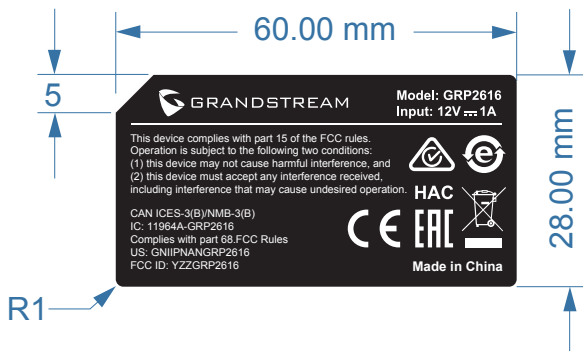 60.00 mm
5
GRANDSTREAM
Model: GRP2616
Input: 12V ⎓ 1A
This device complies with part 15 of the FCC rules.
Operation is subject to the following two conditions:
(1) this device may not cause harmful interference, and
(2) this device must accept any interference received,
including interference that may cause undesired operation.
HAC
CAN ICES-3(B)/NMB-3(B)
IC: 11964A-GRP2616
Complies with part 68.FCC Rules
US: GNIIPNANGRP2616
FCC ID: YZZGRP2616
CE EAC
Made in China
28.00 mm
R1